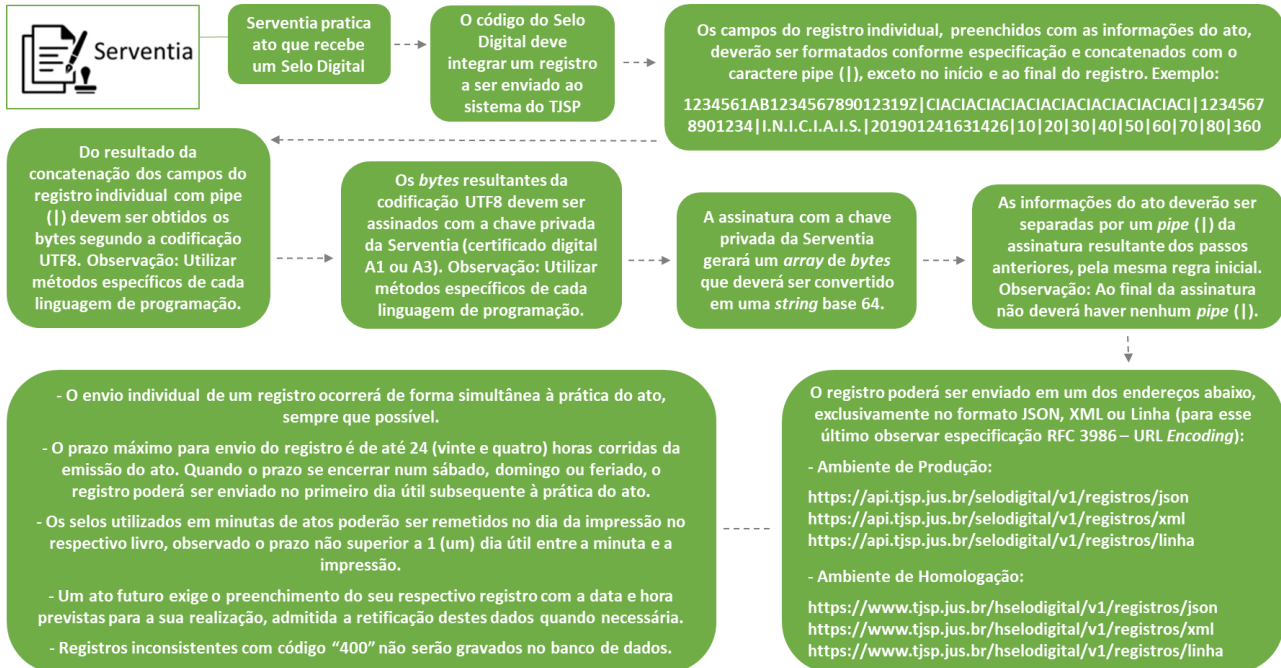 Serventia
Serventia pratica
ato que recebe
um Selo Digital
O código do Selo
Digital deve
integrar um registro
a ser enviado ao
sistema do TJSP
Os campos do registro individual, preenchidos com as informações do ato,
deverão ser formatados conforme especificação e concatenados com o
caractere pipe (|), exceto no início e ao final do registro. Exemplo:
1234561AB123456789012319Z|CIACIACIACIACIACIACIACIACIACIACIACI|1234567
8901234|I.N.I.C.I.A.I.S.|201901241631426|10|20|30|40|50|60|70|80|360
Do resultado da
concatenação dos campos do
registro individual com pipe
(|) devem ser obtidos os
bytes segundo a codificação
UTF8. Observação: Utilizar
métodos específicos de cada
linguagem de programação.
Os bytes resultantes da
codificação UTF8 devem ser
assinados com a chave privada
da Serventia (certificado digital
A1 ou A3). Observação: Utilizar
métodos específicos de cada
linguagem de programação.
A assinatura com a chave
privada da Serventia
gerará um array de bytes
que deverá ser convertido
em uma string base 64.
As informações do ato deverão ser
separadas por um pipe (|) da
assinatura resultante dos passos
anteriores, pela mesma regra inicial.
Observação: Ao final da assinatura
não deverá haver nenhum pipe (|).
- O envio individual de um registro ocorrerá de forma simultânea à prática do ato,
sempre que possível.
- O prazo máximo para envio do registro é de até 24 (vinte e quatro) horas corridas da
emissão do ato. Quando o prazo se encerrar num sábado, domingo ou feriado, o
registro poderá ser enviado no primeiro dia útil subsequente à prática do ato.
- Os selos utilizados em minutas de atos poderão ser remetidos no dia da impressão no
respectivo livro, observado o prazo não superior a 1 (um) dia útil entre a minuta e a
impressão.
- Um ato futuro exige o preenchimento do seu respectivo registro com a data e hora
previstas para a sua realização, admitida a retificação destes dados quando necessária.
- Registros inconsistentes com código “400” não serão gravados no banco de dados.
O registro poderá ser enviado em um dos endereços abaixo,
exclusivamente no formato JSON, XML ou Linha (para esse
último observar especificação RFC 3986 – URL Encoding):
- Ambiente de Produção:
https://api.tjsp.jus.br/selodigital/v1/registros/json
https://api.tjsp.jus.br/selodigital/v1/registros/xml
https://api.tjsp.jus.br/selodigital/v1/registros/linha
- Ambiente de Homologação:
https://www.tjsp.jus.br/hselodigital/v1/registros/json
https://www.tjsp.jus.br/hselodigital/v1/registros/xml
https://www.tjsp.jus.br/hselodigital/v1/registros/linha